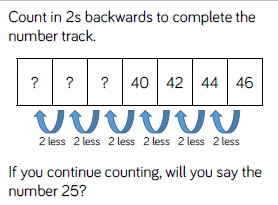 Count in 2s backwards to complete the
number track.
? ? ? 40 42 44 46
2 less 2 less 2 less 2 less 2 less 2 less
If you continue counting, will you say the
number 25?